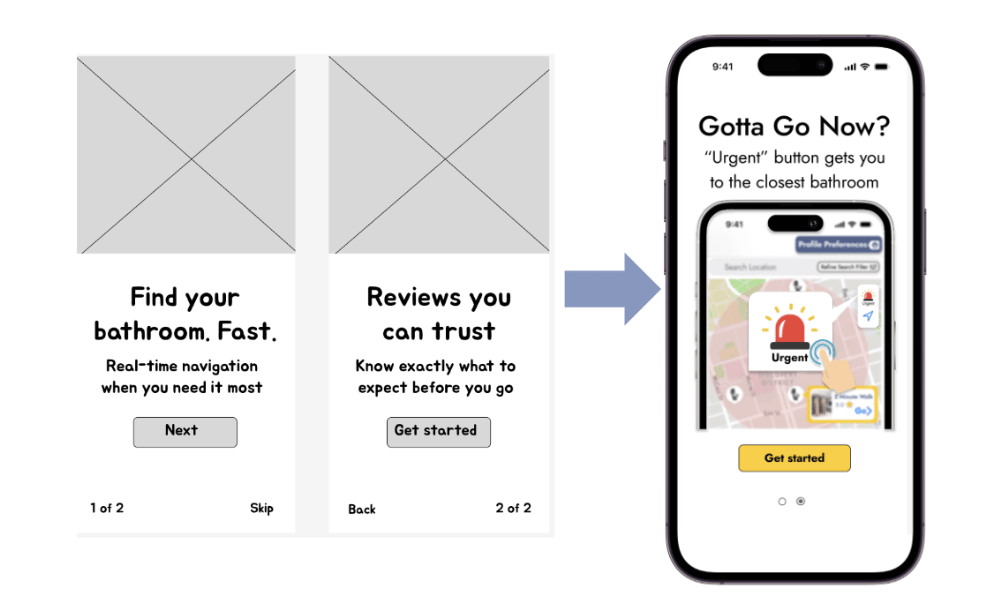 Find your
bathroom. Fast.
Real-time navigation
when you need it most
Next
1 of 2
Skip
Reviews you
can trust
Know exactly what to
expect before you go
Get started
Back
2 of 2
9:41
Gotta Go Now?
“Urgent” button gets you
to the closest bathroom
9:41
Profile Preferences
Search Location
Refine Search Filter
Urgent
Urgent
2 Minute Walk
Go
Get started